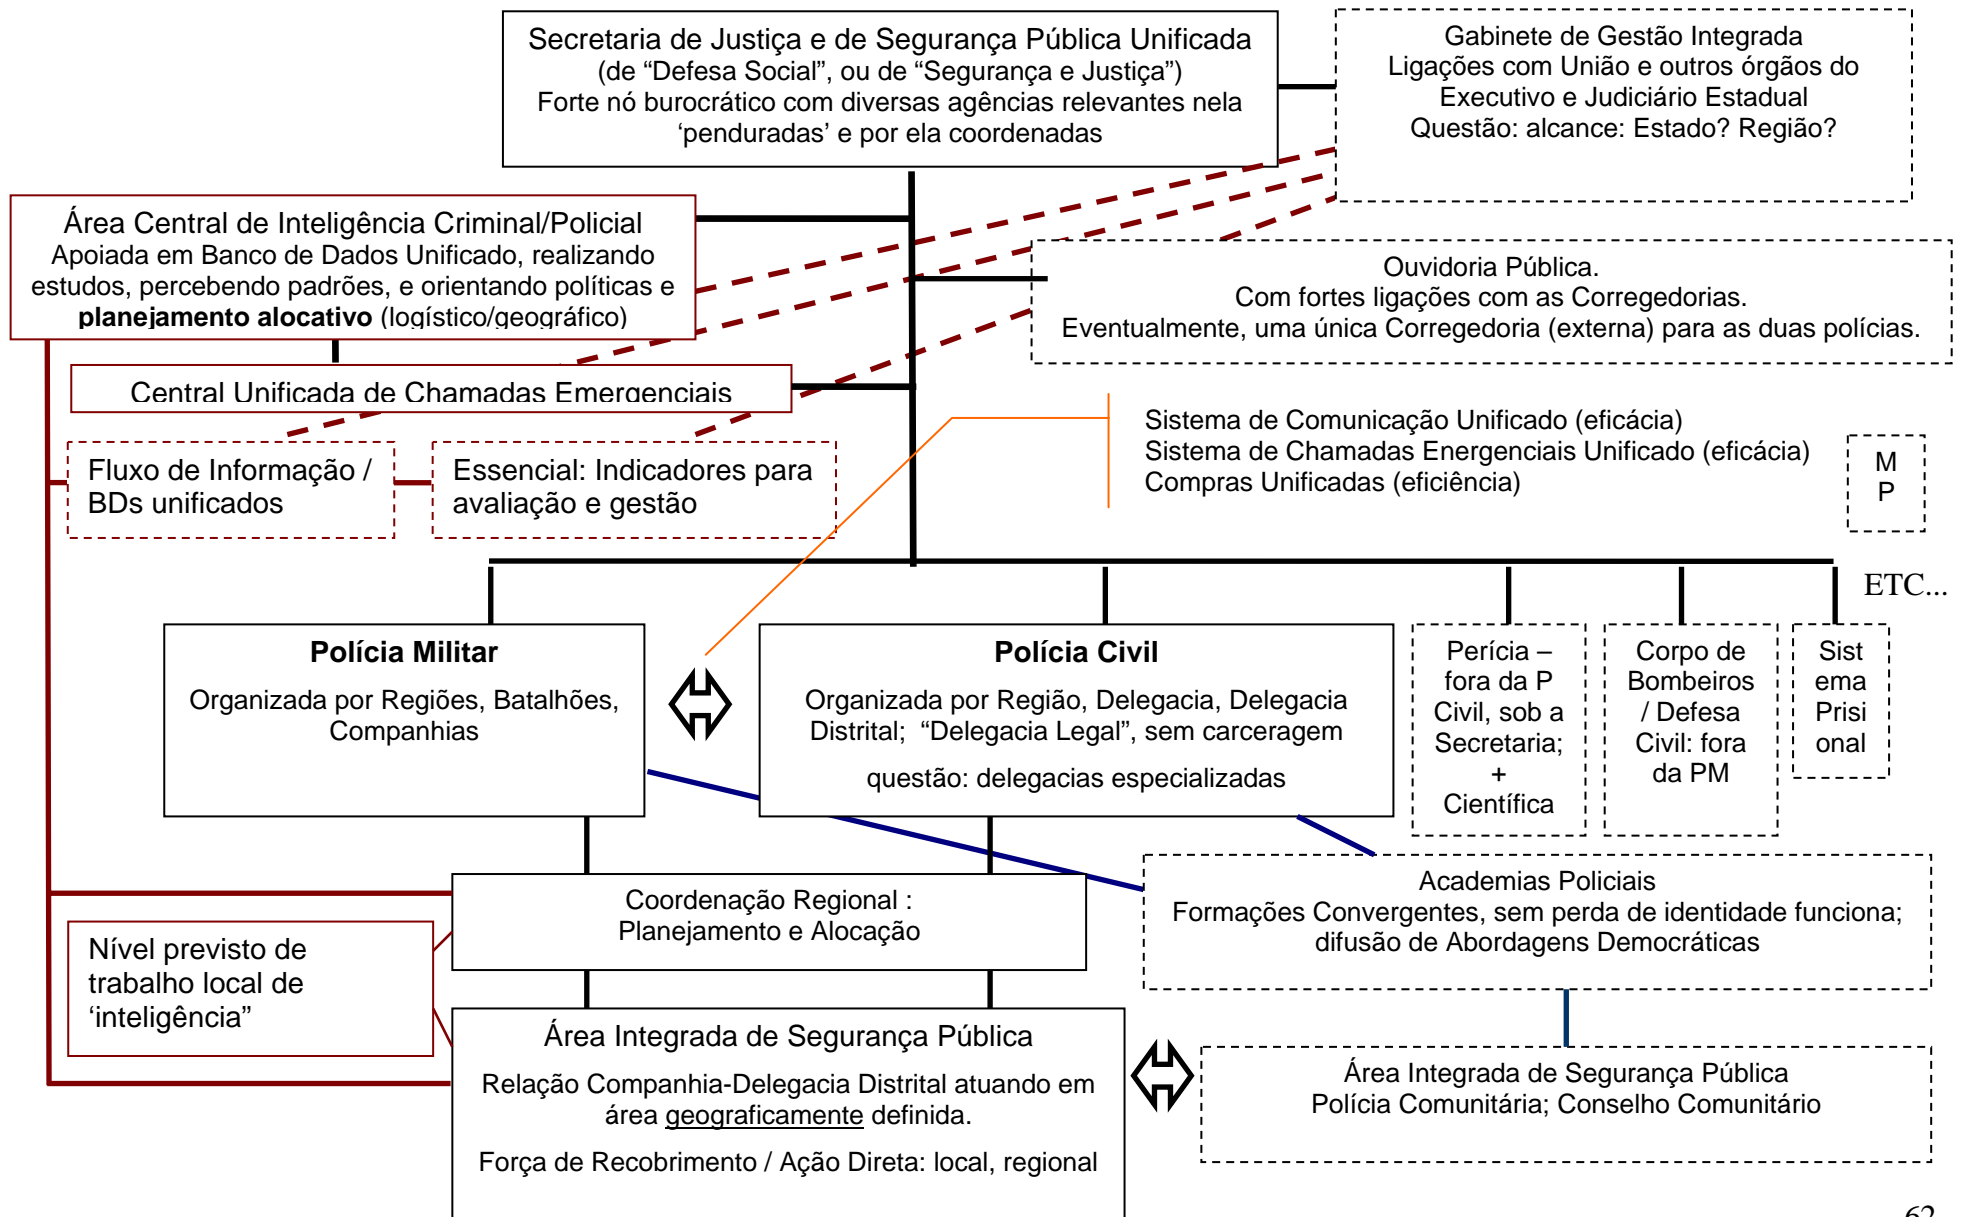 Secretaria de Justiça e de Segurança Pública Unificada
(de “Defesa Social”, ou de “Segurança e Justiça”)
Forte nó burocrático com diversas agências relevantes nela
‘penduradas’ e por ela coordenadas
Gabinete de Gestão Integrada
Ligações com União e outros órgãos do
Executivo e Judiciário Estadual
Questão: alcance: Estado? Região?
Área Central de Inteligência Criminal/Policial
Apoiada em Banco de Dados Unificado, realizando
estudos, percebendo padrões, e orientando políticas e
planejamento alocativo (logístico/geográfico)
Ouvidoria Pública.
Com fortes ligações com as Corregedorias.
Eventualmente, uma única Corregedoria (externa) para as duas polícias.
Central Unificada de Chamadas Emergenciais
Fluxo de Informação /
BDs unificados
Essencial: Indicadores para
avaliação e gestão
Sistema de Comunicação Unificado (eficácia)
Sistema de Chamadas Energenciais Unificado (eficácia)
Compras Unificadas (eficiência)
M
P
ETC...
Polícia Militar
Organizada por Regiões, Batalhões,
Companhias
Polícia Civil
Organizada por Região, Delegacia, Delegacia
Distrital; “Delegacia Legal”, sem carceragem
questão: delegacias especializadas
Perícia –
fora da P
Civil, sob a
Secretaria;
+
Científica
Corpo de
Bombeiros
/ Defesa
Civil: fora
da PM
Sist
ema
Prisi
onal
Coordenação Regional :
Planejamento e Alocação
Academias Policiais
Formações Convergentes, sem perda de identidade funciona;
difusão de Abordagens Democráticas
Nível previsto de
trabalho local de
‘inteligência”
Área Integrada de Segurança Pública
Relação Companhia-Delegacia Distrital atuando em
área geograficamente definida.
Força de Recobrimento / Ação Direta: local, regional
Área Integrada de Segurança Pública
Polícia Comunitária; Conselho Comunitário
62